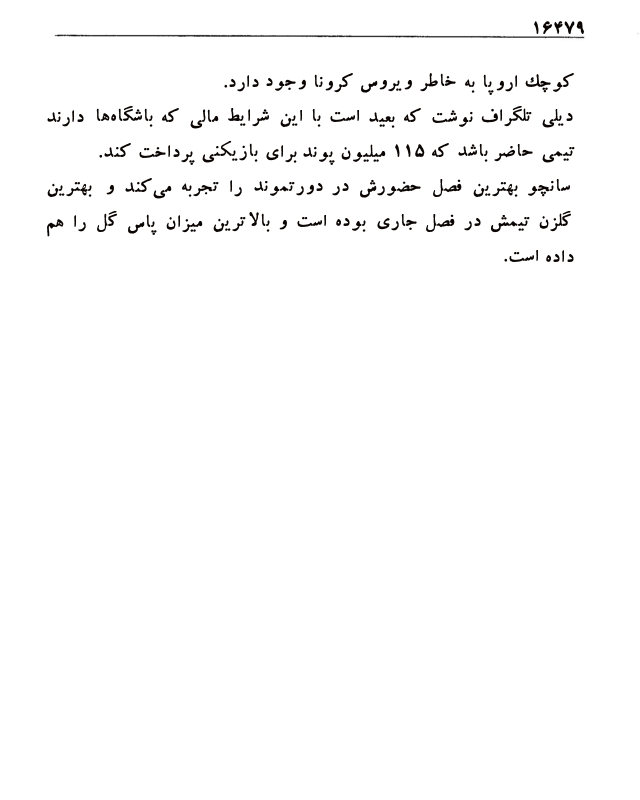 ۱۶۴۷۹
کوچک اروپا به خاطر ویروس کرونا وجود دارد.
دیلی تلگراف نوشت که بعید است با این شرایط مالی که باشگاه‌ها دارند
تیمی حاضر باشد که ۱۱۵ میلیون پوند برای بازیکنی پرداخت کند.
سانچو بهترین فصل حضورش در دورتموند را تجربه می‌کند و بهترین
گلزن تیمش در فصل جاری بوده است و بالاترین میزان پاس گل را هم
داده است.